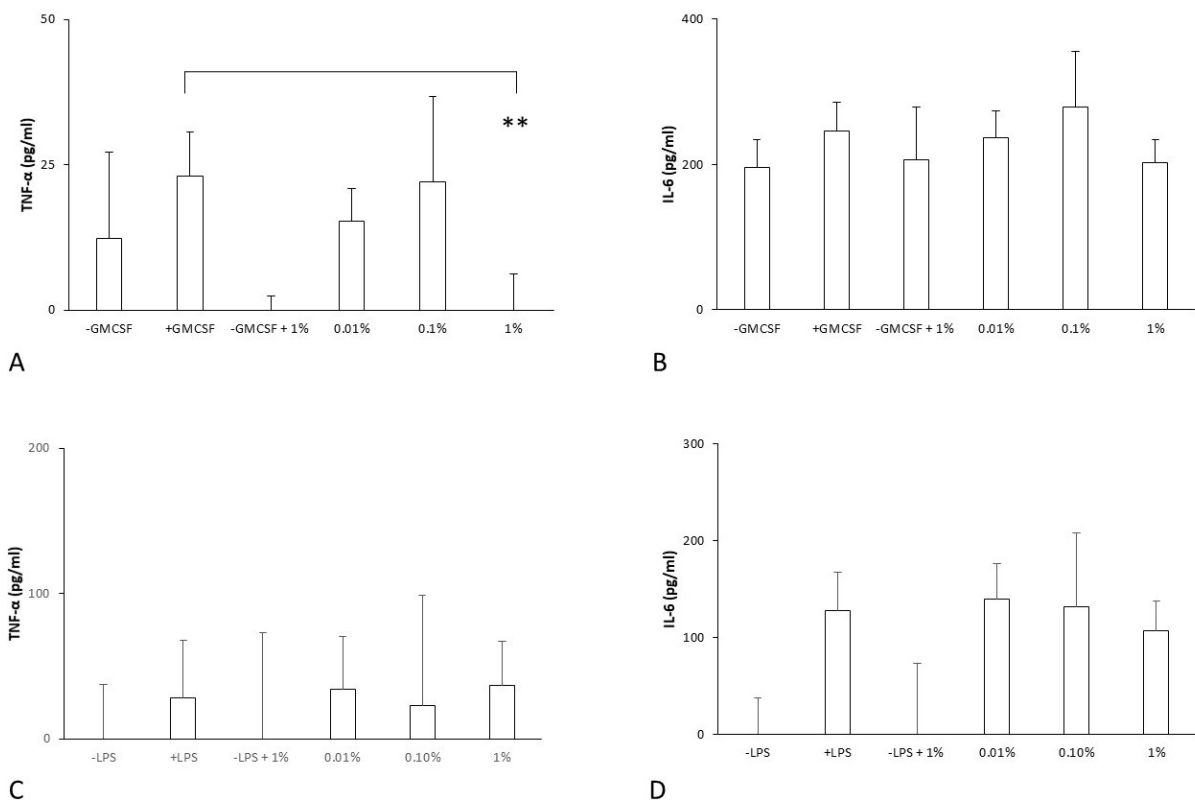 50
25
0
TNF-α (pg/ml)
**
-GMCSF +GMCSF -GMCSF + 1% 0.01% 0.1% 1%
A
400
200
0
IL-6 (pg/ml)
-GMCSF +GMCSF -GMCSF + 1% 0.01% 0.1% 1%
B
200
100
0
TNF-α (pg/ml)
-LPS +LPS -LPS + 1% 0.01% 0.10% 1%
C
300
200
100
0
IL-6 (pg/ml)
-LPS +LPS -LPS + 1% 0.01% 0.10% 1%
D